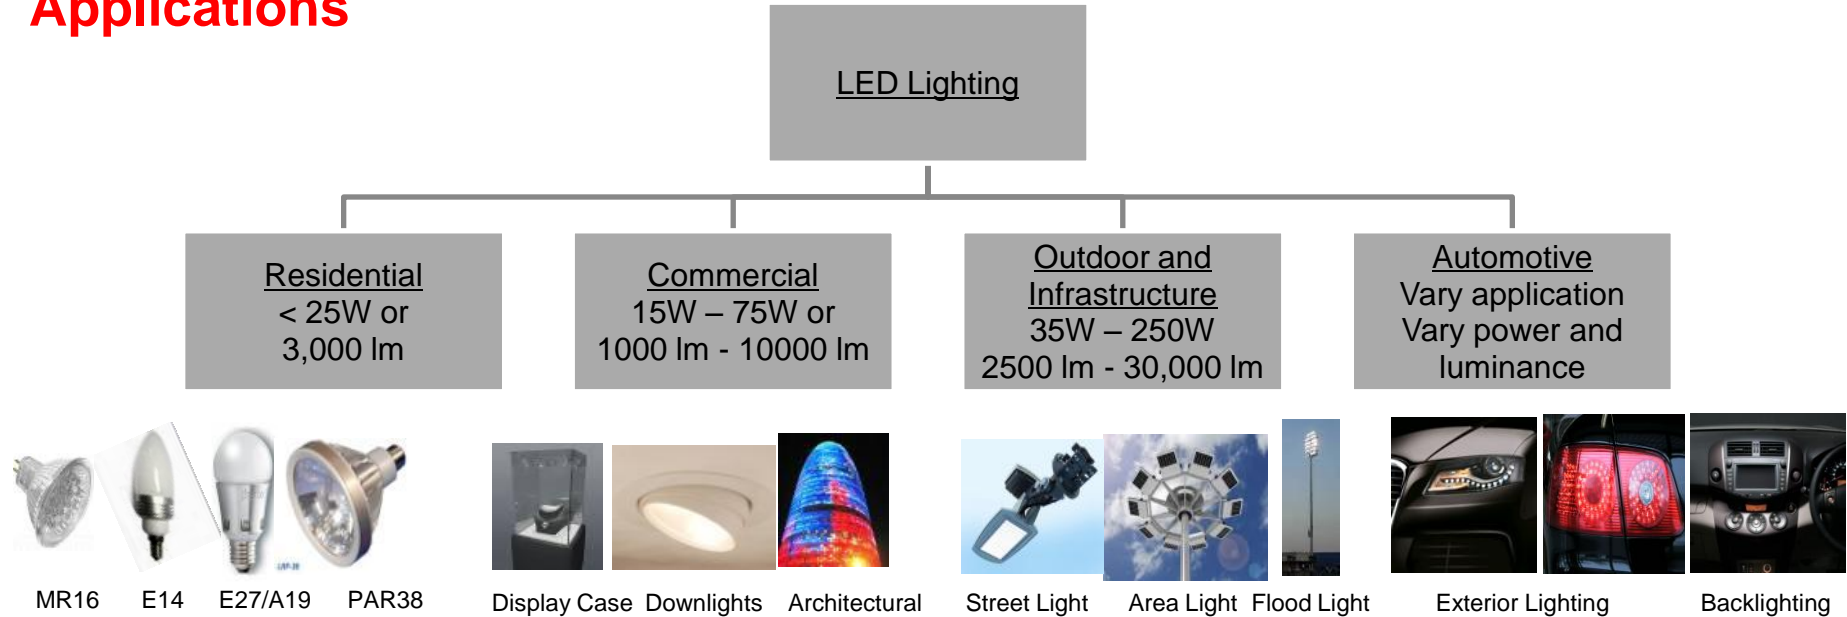 Applications
LED Lighting
Residential
< 25W or
3,000 lm
Commercial
15W – 75W or
1000 lm - 10000 lm
Outdoor and
Infrastructure
35W – 250W
2500 lm - 30,000 lm
Automotive
Vary application
Vary power and
luminance
MR16
E14
E27/A19
PAR38
Display Case
Downlights
Architectural
Street Light
Area Light
Flood Light
Exterior Lighting
Backlighting